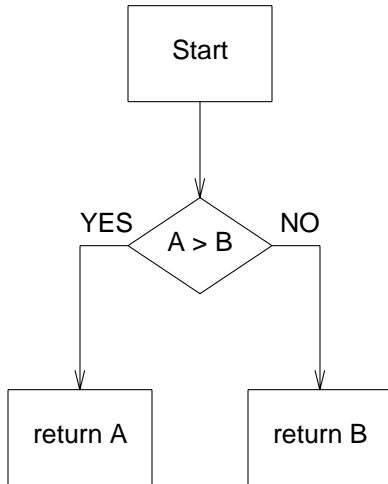 Start
YES
NO
A > B
return A
return B